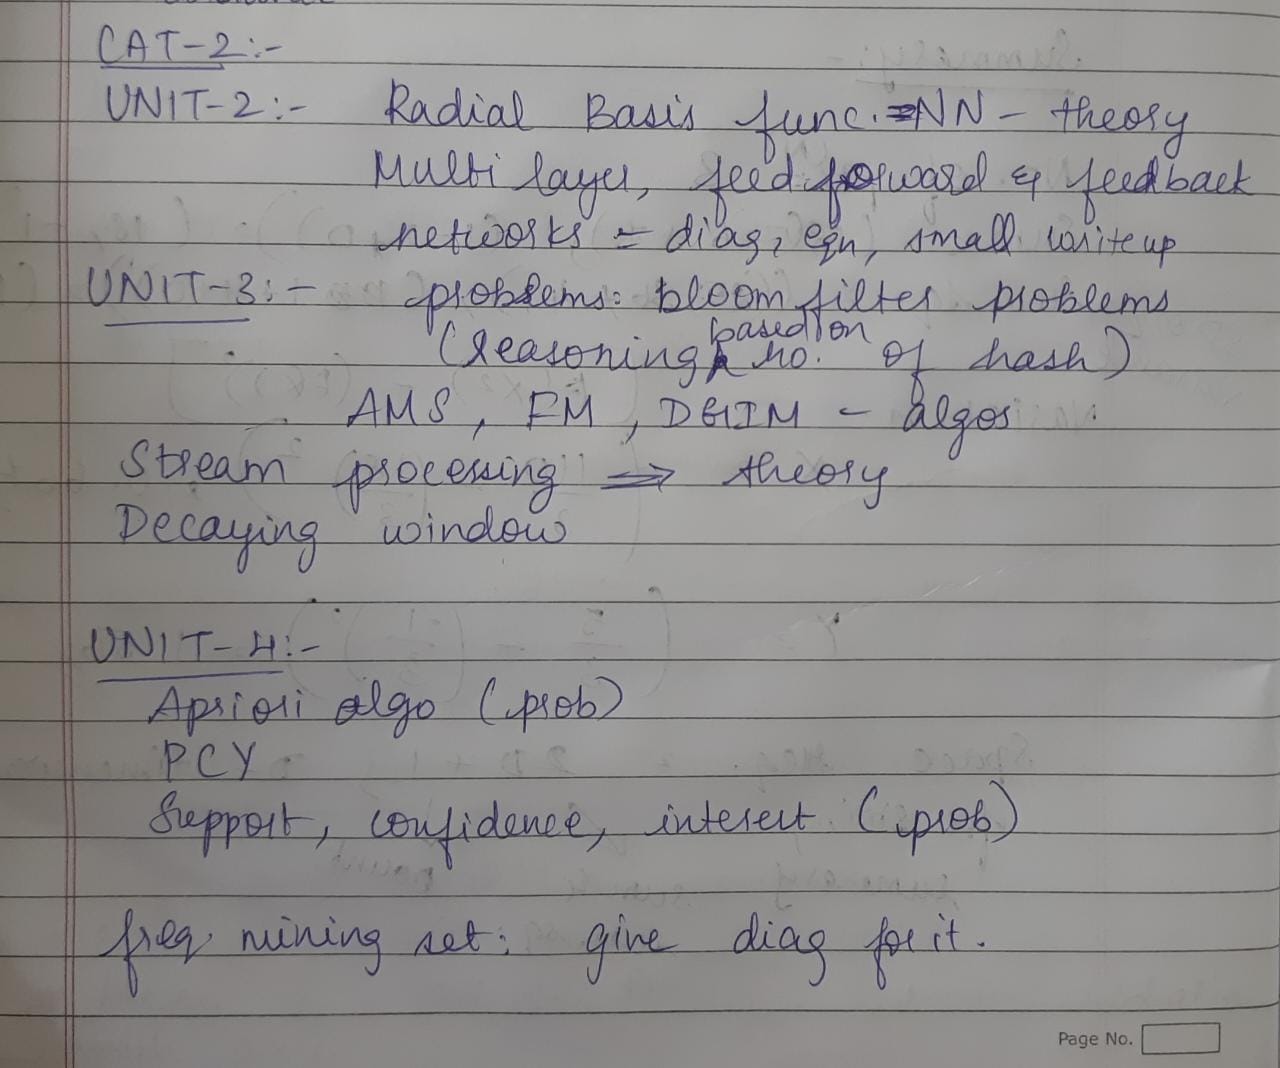 CAT-2:-
UNIT-2:- Radial Basis func. NN - theory
Multi layer, feed forward & feedback
networks = diag, eqn, small writeup
UNIT-3:- problems: bloom filter problems
(reasoning based on no. of hash)
AMS, FM, DGIM - algos
Stream processing ⇒ theory
Decaying window
UNIT-4:-
Apriori algo (prob)
PCY
Support, confidence, interest (prob)
freq mining set: give diag for it.
Page No.